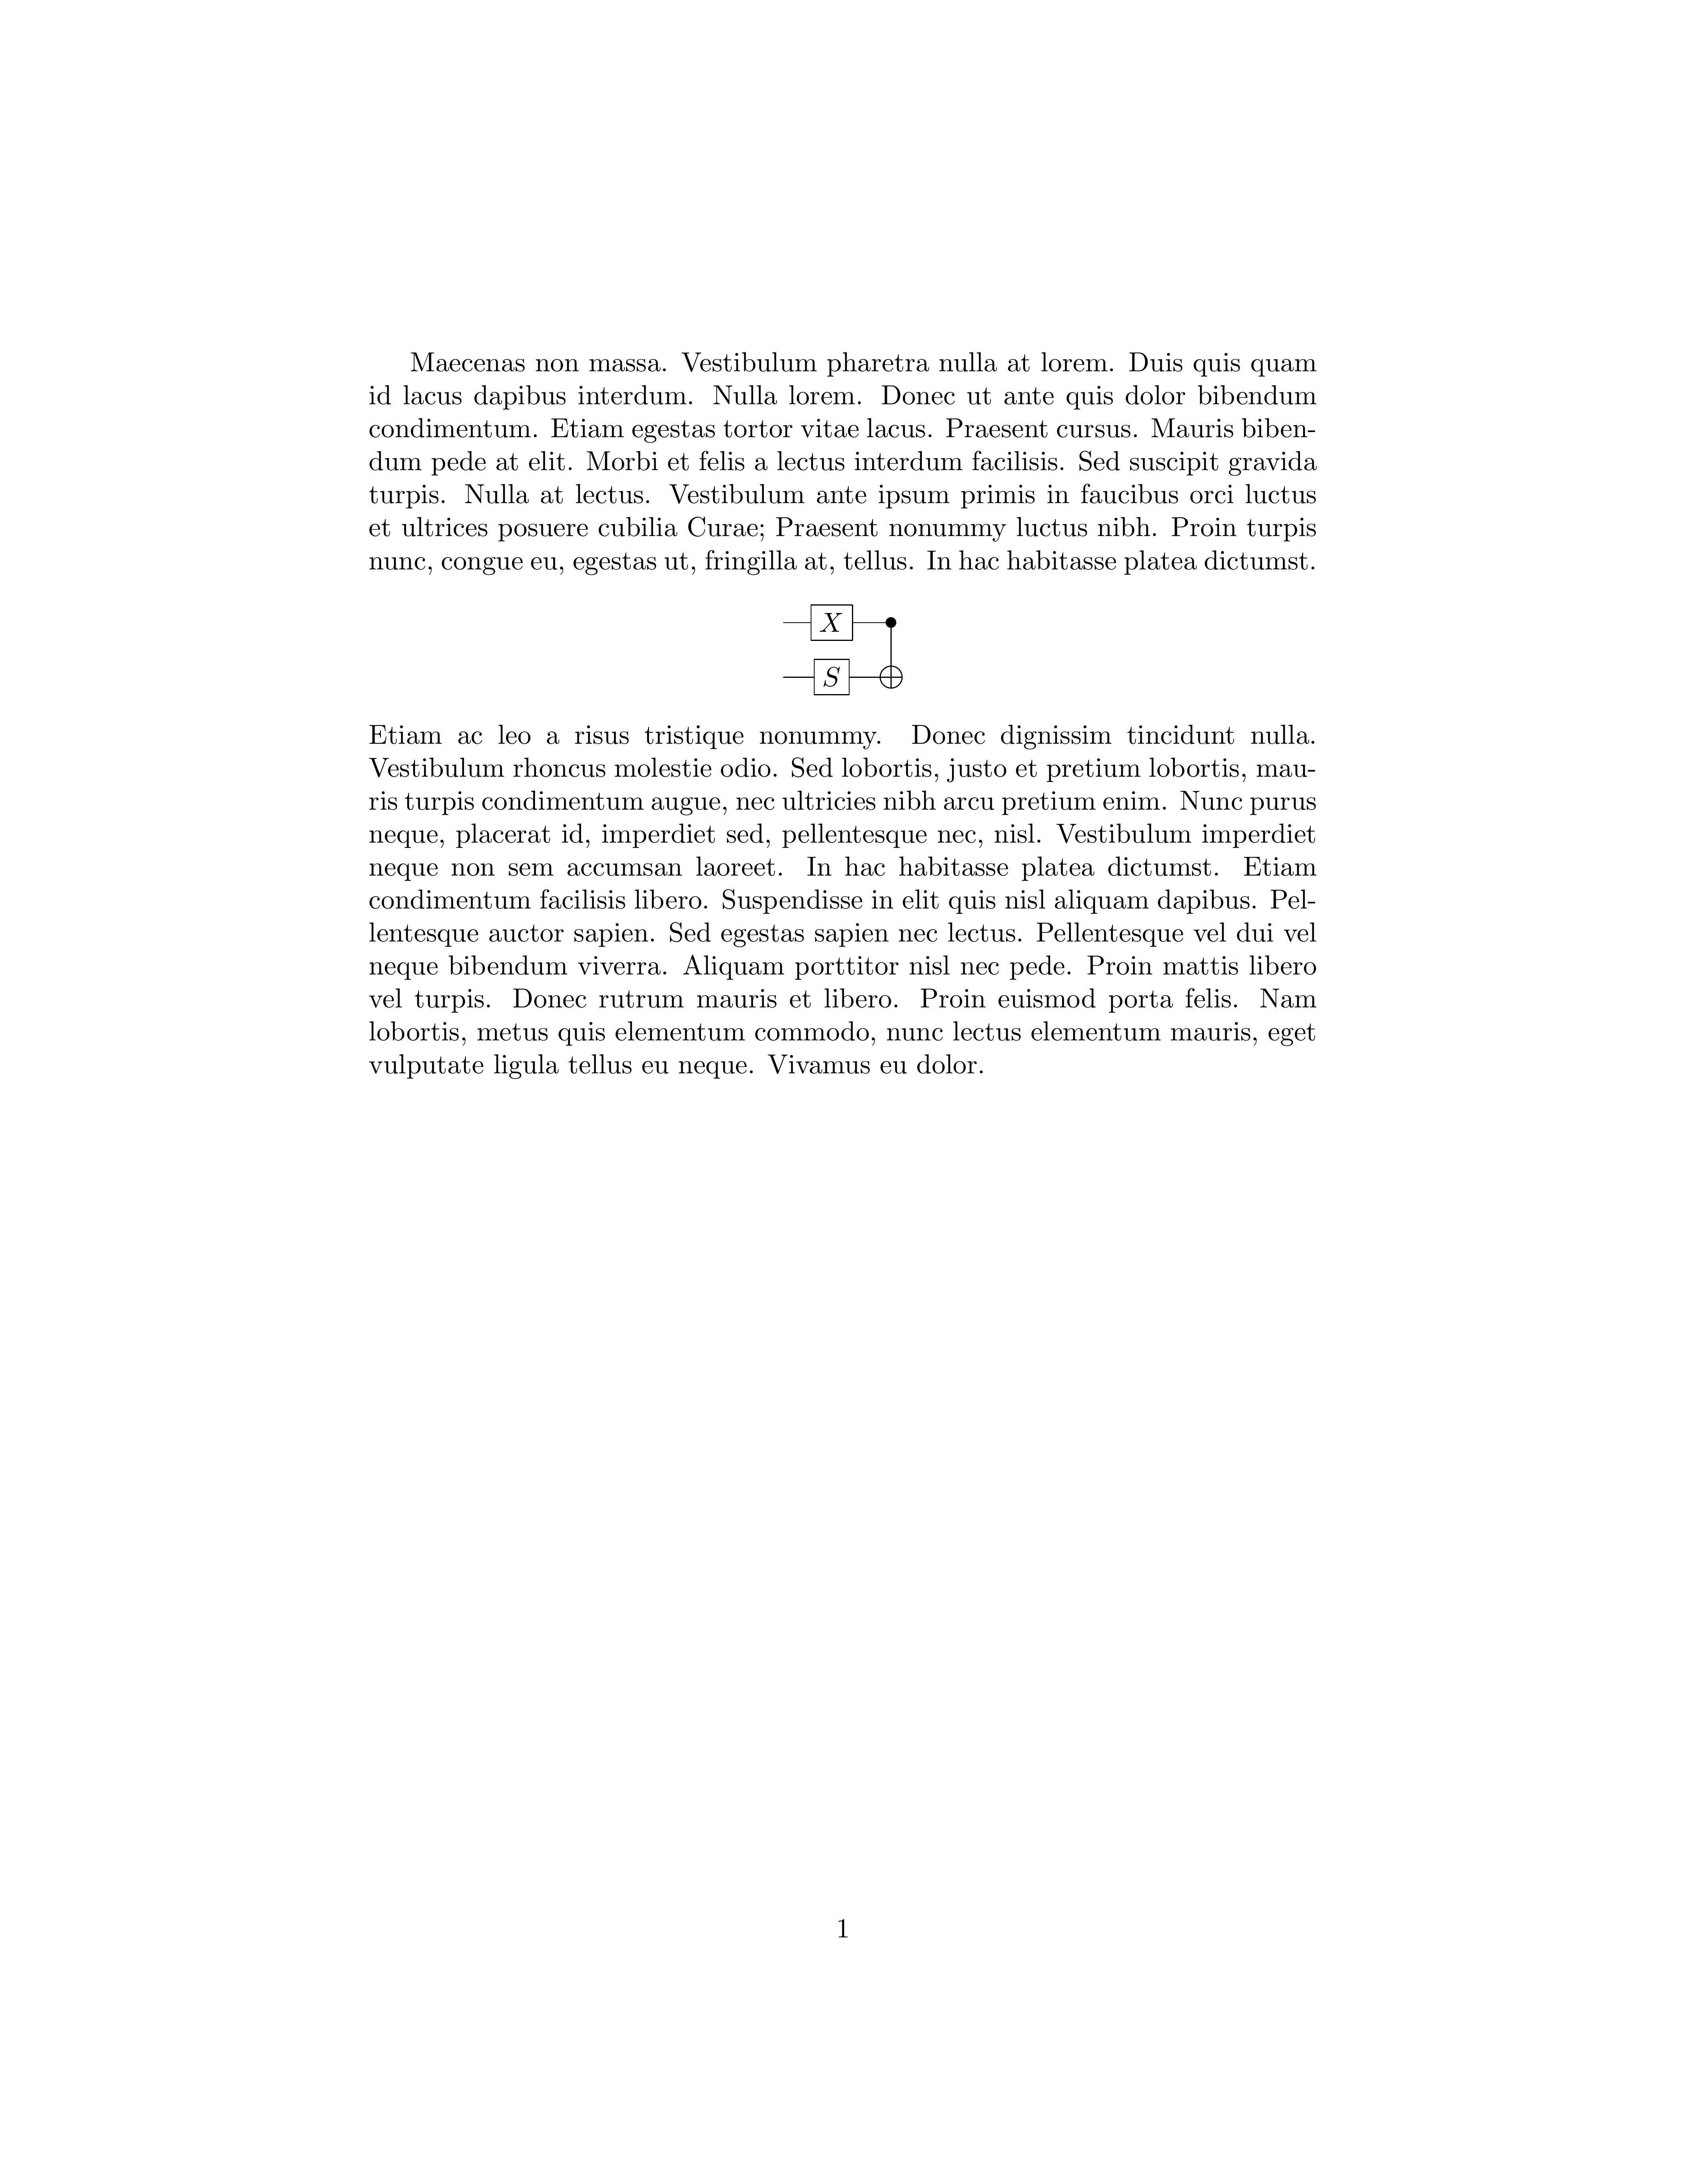 Maecenas non massa. Vestibulum pharetra nulla at lorem. Duis quis quam
id lacus dapibus interdum. Nulla lorem. Donec ut ante quis dolor bibendum
condimentum. Etiam egestas tortor vitae lacus. Praesent cursus. Mauris biben-
dum pede at elit. Morbi et felis a lectus interdum facilisis. Sed suscipit gravida
turpis. Nulla at lectus. Vestibulum ante ipsum primis in faucibus orci luctus
et ultrices posuere cubilia Curae; Praesent nonummy luctus nibh. Proin turpis
nunc, congue eu, egestas ut, fringilla at, tellus. In hac habitasse platea dictumst.
X
S
Etiam ac leo a risus tristique nonummy. Donec dignissim tincidunt nulla.
Vestibulum rhoncus molestie odio. Sed lobortis, justo et pretium lobortis, mau-
ris turpis condimentum augue, nec ultricies nibh arcu pretium enim. Nunc purus
neque, placerat id, imperdiet sed, pellentesque nec, nisl. Vestibulum imperdiet
neque non sem accumsan laoreet. In hac habitasse platea dictumst. Etiam
condimentum facilisis libero. Suspendisse in elit quis nisl aliquam dapibus. Pel-
lentesque auctor sapien. Sed egestas sapien nec lectus. Pellentesque vel dui vel
neque bibendum viverra. Aliquam porttitor nisl nec pede. Proin mattis libero
vel turpis. Donec rutrum mauris et libero. Proin euismod porta felis. Nam
lobortis, metus quis elementum commodo, nunc lectus elementum mauris, eget
vulputate ligula tellus eu neque. Vivamus eu dolor.
1